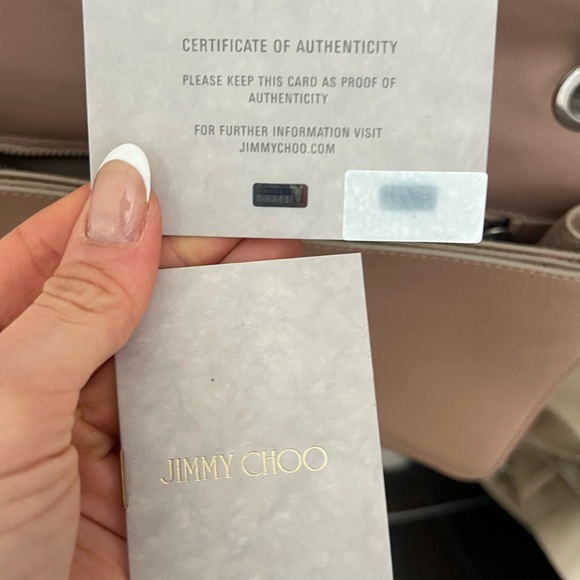 CERTIFICATE OF AUTHENTICITY
PLEASE KEEP THIS CARD AS PROOF OF
AUTHENTICITY
FOR FURTHER INFORMATION VISIT
JIMMYCHOO.COM
JIMMY CHOO